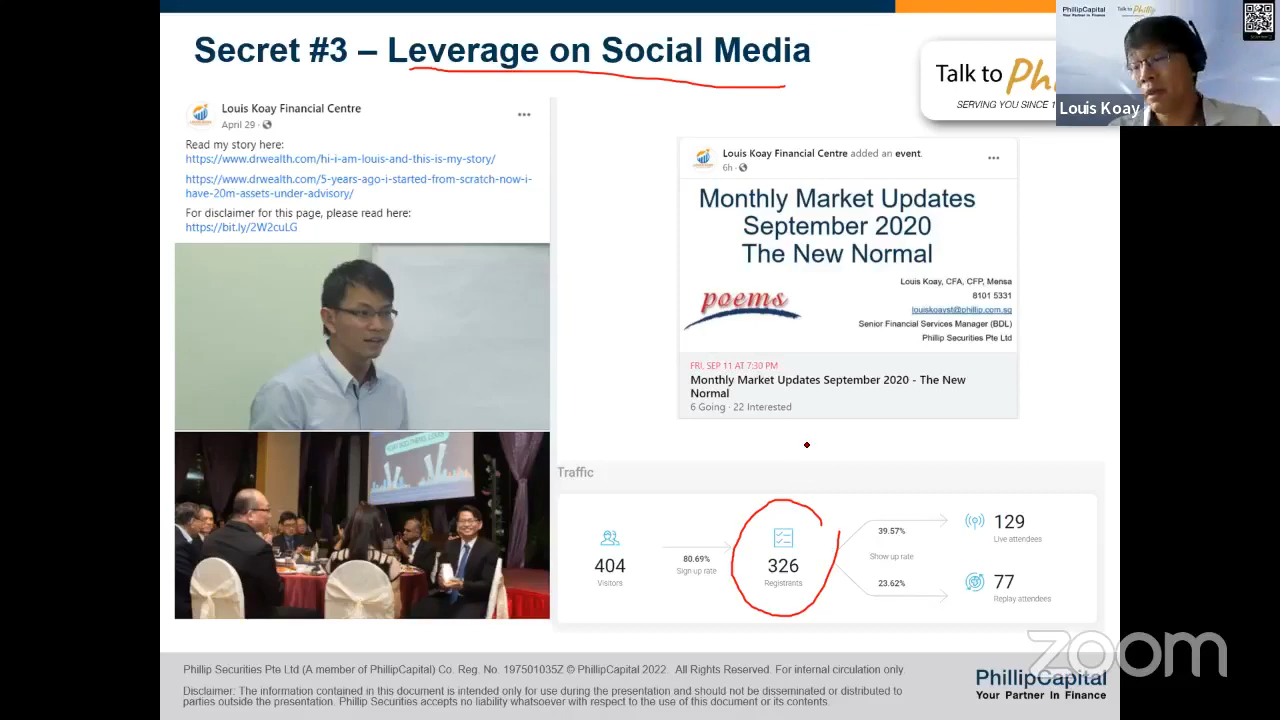 Secret #3 – Leverage on Social Media
PhillipCapital
Your Partner in Finance
Talk to Phillip
Talk to
SERVING YOU SINCE 1
Louis Koay
Louis Koay Financial Centre
April 29
Read my story here:
https://www.drwealth.com/hi-i-am-louis-and-this-is-my-story/
https://www.drwealth.com/5-years-ago-i-started-from-scratch-now-i-
have-20m-assets-under-advisory/
For disclaimer for this page, please read here:
https://bit.ly/2W2cuLG
Louis Koay Financial Centre added an event.
6h
Monthly Market Updates
September 2020
The New Normal
poems
Louis Koay, CFA, CFP, Mensa
8101 5331
louiskoayst@phillip.com.sg
Senior Financial Services Manager (BDL)
Phillip Securities Pte Ltd
FRI, SEP 11 AT 7:30 PM
Monthly Market Updates September 2020 - The New
Normal
6 Going · 22 Interested
Traffic
404
Visitors
80.69%
Sign up rate
326
Registrants
39.57%
Show up rate
23.62%
129
Live attendees
77
Replay attendees
zoom
Phillip Securities Pte Ltd (A member of PhillipCapital) Co. Reg. No. 197501035Z © PhillipCapital 2022. All Rights Reserved. For internal circulation only.
Disclaimer: The information contained in this document is intended only for use during the presentation and should not be disseminated or distributed to
parties outside the presentation. Phillip Securities accepts no liability whatsoever with respect to the use of this document or its contents.
PhillipCapital
Your Partner In Finance